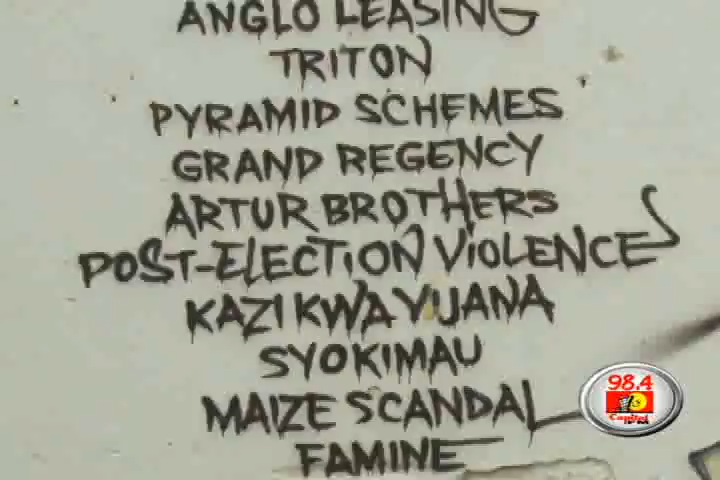 ANGLO LEASING
TRITON
PYRAMID SCHEMES
GRAND REGENCY
ARTUR BROTHERS
POST-ELECTION VIOLENCE
KAZI KWA VIJANA
SYOKIMAU
MAIZE SCANDAL
FAMINE
98.4
Capital